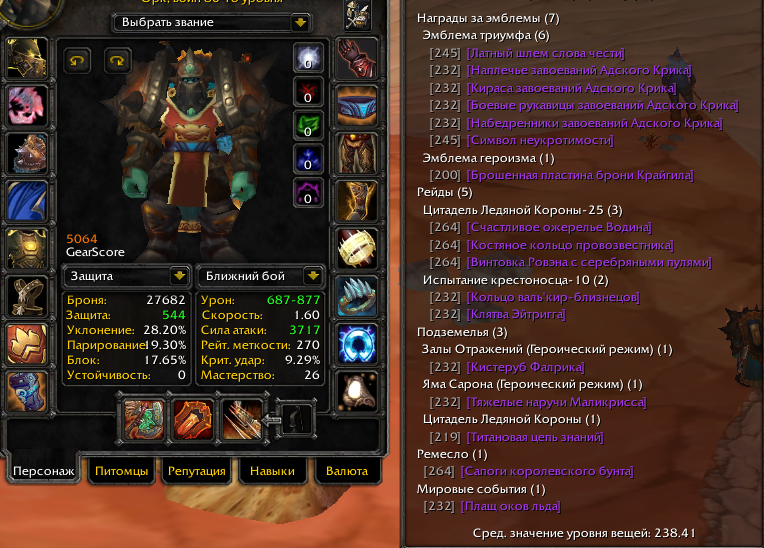 Орк, воин 80-го уровня
Выбрать звание
0
0
0
0
0
5064
GearScore
Защита
Броня: 27682
Защита: 544
Уклонение: 28.20%
Парирование: 19.30%
Блок: 17.65%
Устойчивость: 0
Ближний бой
Урон: 687-877
Скорость: 1.60
Сила атаки: 3717
Рейт. меткости: 270
Крит. удар: 9.29%
Мастерство: 26
Персонаж
Питомцы
Репутация
Навыки
Валюта
Награды за эмблемы (7)
Эмблема триумфа (6)
[245] [Латный шлем слова чести]
[232] [Наплечье завоеваний Адского Крика]
[232] [Кираса завоеваний Адского Крика]
[232] [Боевые рукавицы завоеваний Адского Крика]
[232] [Набедренники завоеваний Адского Крика]
[245] [Символ неукротимости]
Эмблема героизма (1)
[200] [Брошенная пластина брони Крайгила]
Рейды (5)
Цитадель Ледяной Короны-25 (3)
[264] [Счастливое ожерелье Водина]
[264] [Костяное кольцо провозвестника]
[264] [Винтовка Ровэна с серебряными пулями]
Испытание крестоносца-10 (2)
[232] [Кольцо валь'кир-близнецов]
[232] [Клятва Эйтригга]
Подземелья (3)
Залы Отражений (Героический режим) (1)
[232] [Кистеруб Фалрика]
Яма Сарона (Героический режим) (1)
[232] [Тяжелые наручи Маликрисса]
Цитадель Ледяной Короны (1)
[219] [Титановая цепь знаний]
Ремесло (1)
[264] [Сапоги королевского бунта]
Мировые события (1)
[232] [Плащ оков льда]
Сред. значение уровня вещей: 238.41